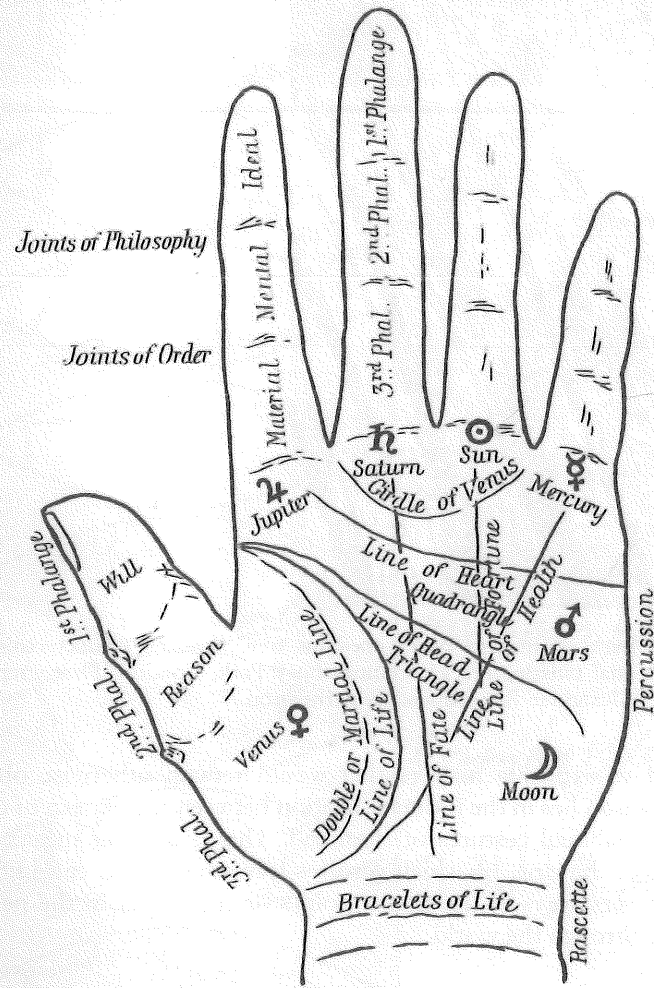 1st Phalange
2nd Phal.
3rd Phal.
Ideal
Mental
Material
Joints of Philosophy
Joints of Order
Saturn
Sun
Girdle of Venus
Mercury
Jupiter
1st. Phalange
Will
2nd. Phal.
Reason
3rd. Phal.
Line of Heart
Quadrangle
Line of Fortune
Line of Health
Line of Head
Triangle
Mars
Percussion
Venus
Double or Martial Line
Line of Life
Line of Fate
Moon
Bracelets of Life
Rascette